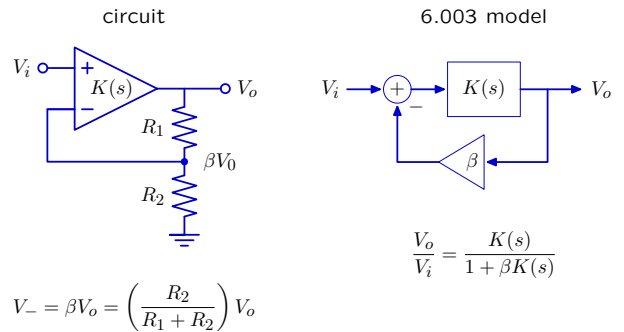 circuit
V_i + K(s) V_o
−
R_1
βV_0
R_2
V_− = βV_o = (R_2 / (R_1 + R_2)) V_o
6.003 model
V_i + K(s) V_o
−
β
V_o / V_i = K(s) / (1 + βK(s))